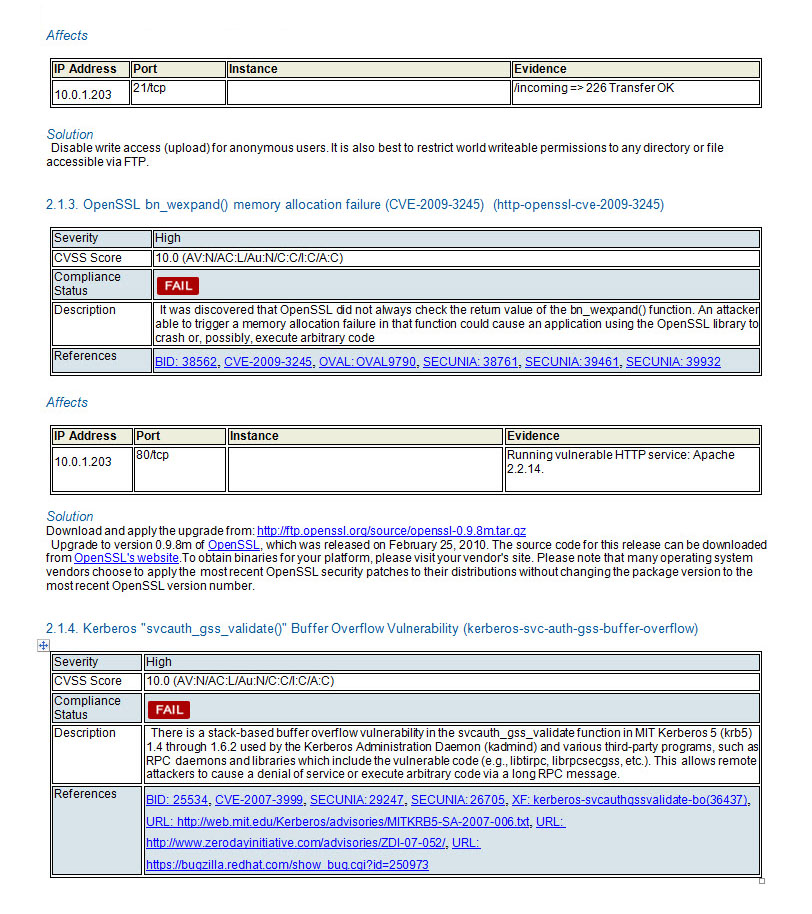 Affects
IP Address Port Instance Evidence
10.0.1.203 21/tcp /incoming => 226 Transfer OK
Solution
Disable write access (upload) for anonymous users. It is also best to restrict world writeable permissions to any directory or file
accessible via FTP.
2.1.3. OpenSSL bn_wexpand() memory allocation failure (CVE-2009-3245) (http-openssl-cve-2009-3245)
Severity High
CVSS Score 10.0 (AV:N/AC:L/Au:N/C:C/I:C/A:C)
Compliance
Status FAIL
Description It was discovered that OpenSSL did not always check the return value of the bn_wexpand() function. An attacker
able to trigger a memory allocation failure in that function could cause an application using the OpenSSL library to
crash or, possibly, execute arbitrary code
References BID: 38562, CVE-2009-3245, OVAL: OVAL9790, SECUNIA: 38761, SECUNIA: 39461, SECUNIA: 39932
Affects
IP Address Port Instance Evidence
10.0.1.203 80/tcp Running vulnerable HTTP service: Apache
2.2.14.
Solution
Download and apply the upgrade from: http://ftp.openssl.org/source/openssl-0.9.8m.tar.gz
Upgrade to version 0.9.8m of OpenSSL, which was released on February 25, 2010. The source code for this release can be downloaded
from OpenSSL's website.To obtain binaries for your platform, please visit your vendor's site. Please note that many operating system
vendors choose to apply the most recent OpenSSL security patches to their distributions without changing the package version to the
most recent OpenSSL version number.
2.1.4. Kerberos "svcauth_gss_validate()" Buffer Overflow Vulnerability (kerberos-svc-auth-gss-buffer-overflow)
Severity High
CVSS Score 10.0 (AV:N/AC:L/Au:N/C:C/I:C/A:C)
Compliance
Status FAIL
Description There is a stack-based buffer overflow vulnerability in the svcauth_gss_validate function in MIT Kerberos 5 (krb5)
1.4 through 1.6.2 used by the Kerberos Administration Daemon (kadmind) and various third-party programs, such as
RPC daemons and libraries which include the vulnerable code (e.g., libtirpc, librpcsecgss, etc.). This allows remote
attackers to cause a denial of service or execute arbitrary code via a long RPC message.
References BID: 25534, CVE-2007-3999, SECUNIA: 29247, SECUNIA: 26705, XF: kerberos-svcauthgssvalidate-bo(36437),
URL: http://web.mit.edu/Kerberos/advisories/MITKRB5-SA-2007-006.txt, URL:
http://www.zerodayinitiative.com/advisories/ZDI-07-052/, URL:
https://bugzilla.redhat.com/show_bug.cgi?id=250973